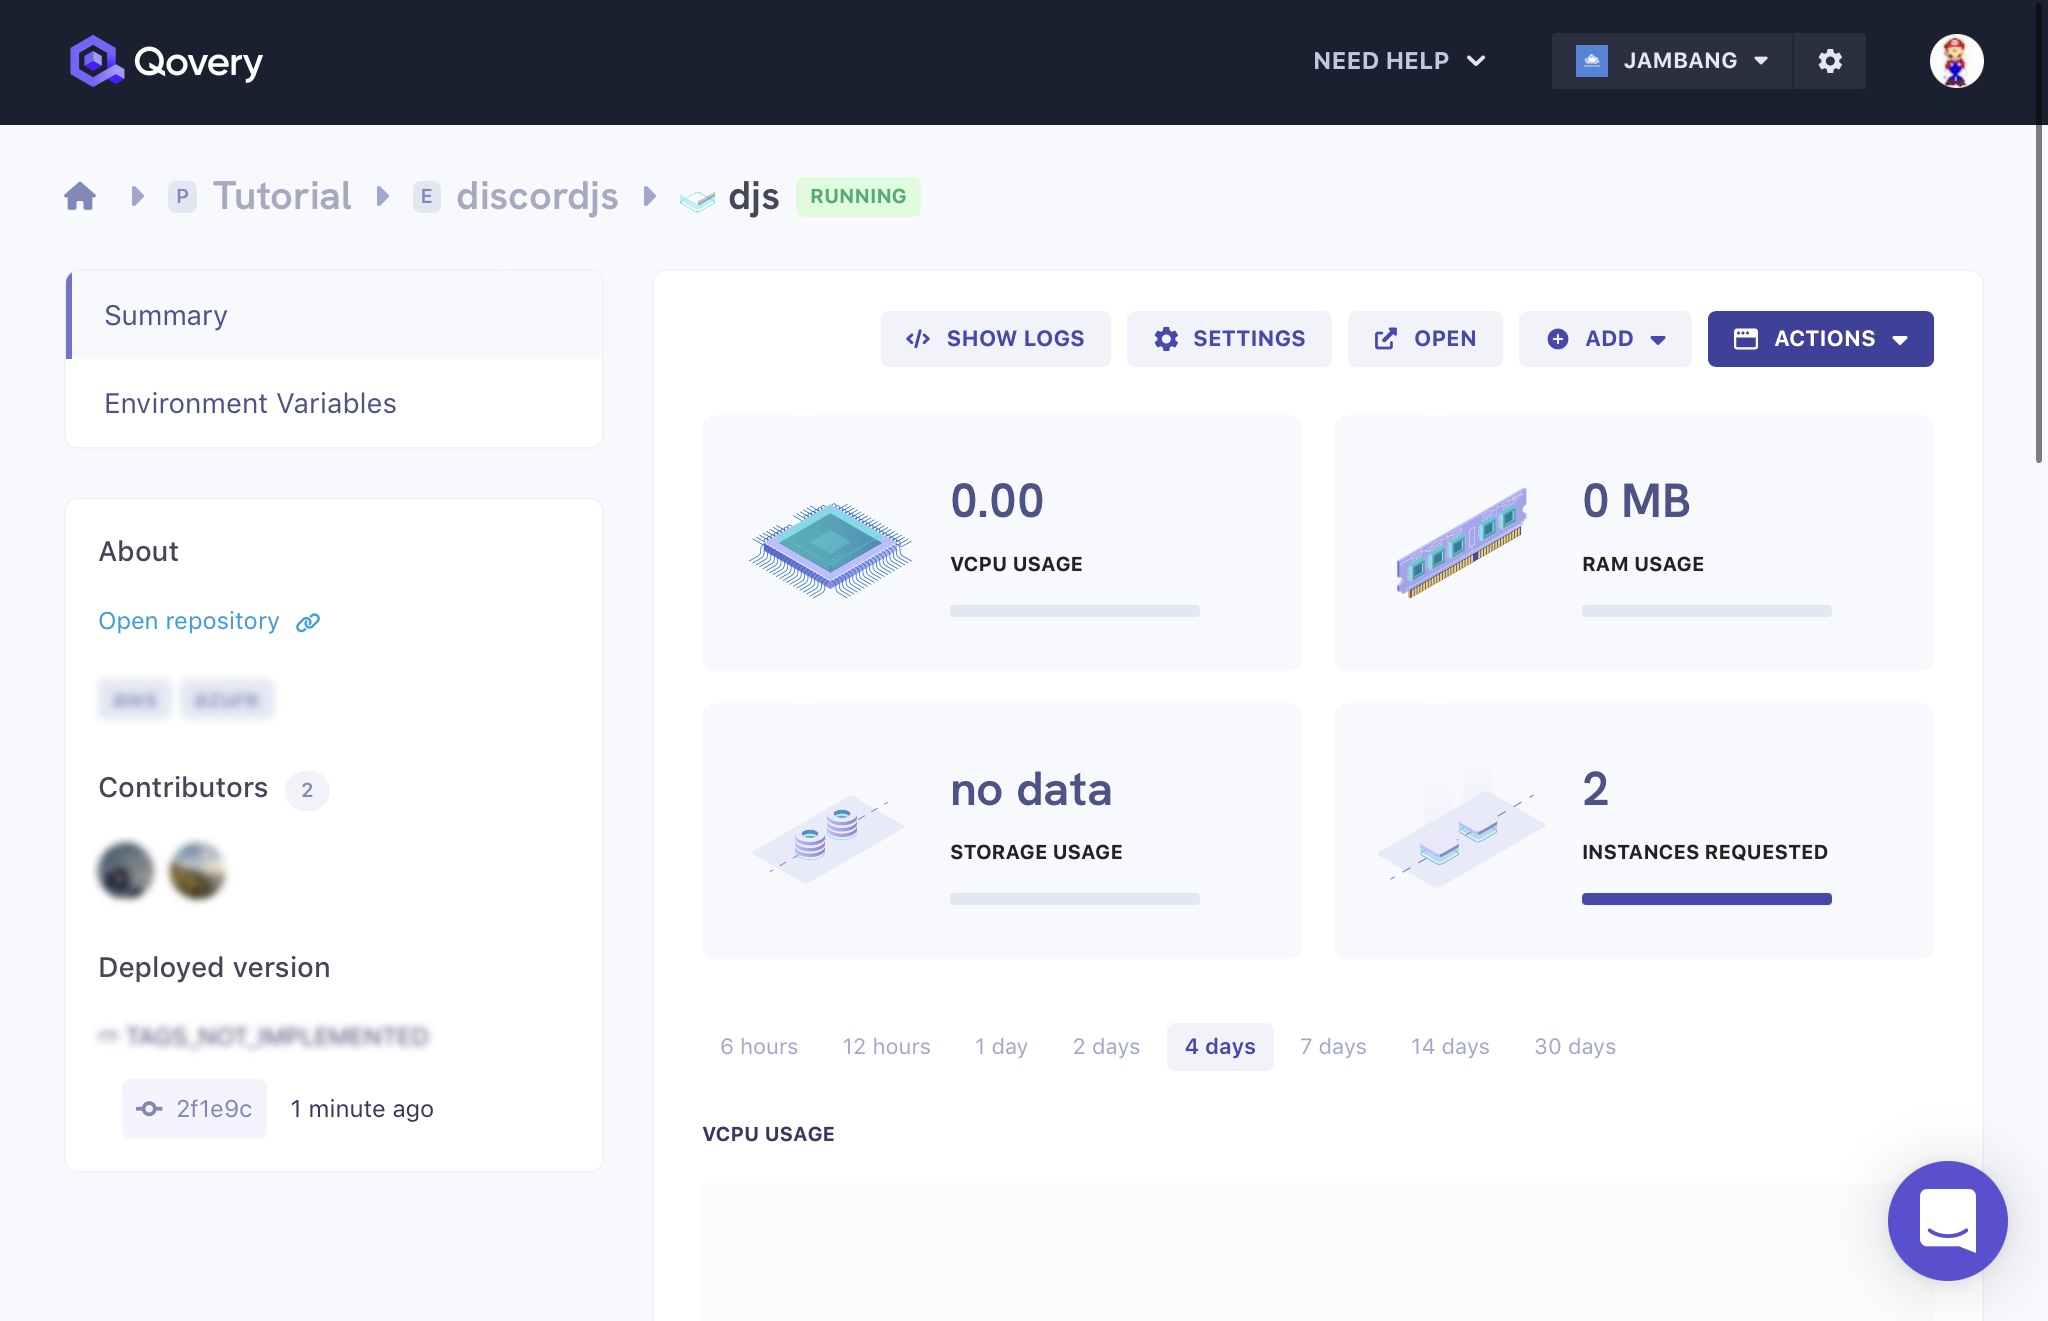 Qovery
NEED HELP
JAMBANG
P Tutorial
E discordjs
djs
RUNNING
Summary
Environment Variables
SHOW LOGS
SETTINGS
OPEN
ADD
ACTIONS
About
Open repository
aws azure
Contributors 2
Deployed version
TAGS_NOT_IMPLEMENTED
2f1e9c 1 minute ago
0.00
VCPU USAGE
0 MB
RAM USAGE
no data
STORAGE USAGE
2
INSTANCES REQUESTED
6 hours 12 hours 1 day 2 days 4 days 7 days 14 days 30 days
VCPU USAGE